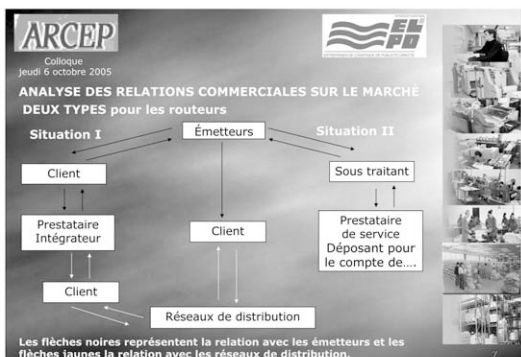 ARCEP
Colloque
jeudi 6 octobre 2005
ELPD
ANALYSE DES RELATIONS COMMERCIALES SUR LE MARCHÉ
DEUX TYPES pour les routeurs
Situation I
Émetteurs
Situation II
Client
Sous traitant
Prestataire
Intégrateur
Client
Prestataire
de service
Déposant pour
le compte de....
Client
Réseaux de distribution
Les flèches noires représentent la relation avec les émetteurs et les
flèches jaunes la relation avec les réseaux de distribution.
7